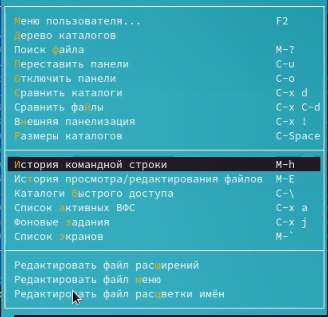 Меню пользователя... F2
Дерево каталогов
Поиск файла M-?
Переставить панели C-u
Отключить панели C-o
Сравнить каталоги C-x d
Сравнить файлы C-x C-d
Внешняя панелизация C-x !
Размеры каталогов C-Space
История командной строки M-h
История просмотра/редактирования файлов M-E
Каталоги быстрого доступа C-\
Список активных ВФС C-x a
Фоновые задания C-x j
Список экранов M-`
Редактировать файл расширений
Редактировать файл меню
Редактировать файл расцветки имён